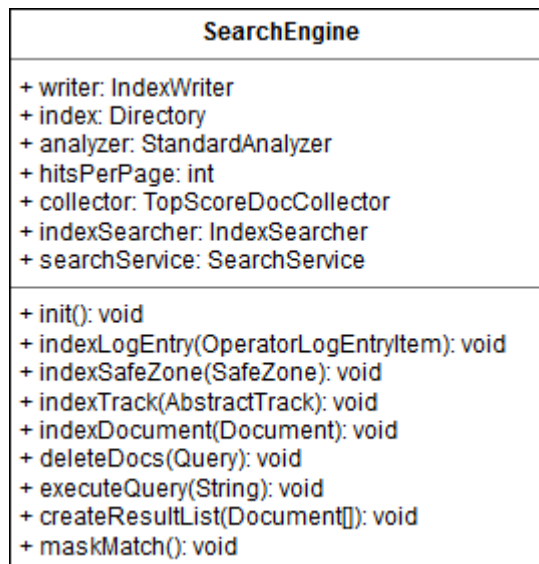 SearchEngine
+ writer: IndexWriter
+ index: Directory
+ analyzer: StandardAnalyzer
+ hitsPerPage: int
+ collector: TopScoreDocCollector
+ indexSearcher: IndexSearcher
+ searchService: SearchService
+ init(): void
+ indexLogEntry(OperatorLogEntryItem): void
+ indexSafeZone(SafeZone): void
+ indexTrack(AbstractTrack): void
+ indexDocument(Document): void
+ deleteDocs(Query): void
+ executeQuery(String): void
+ createResultList(Document[]): void
+ maskMatch(): void